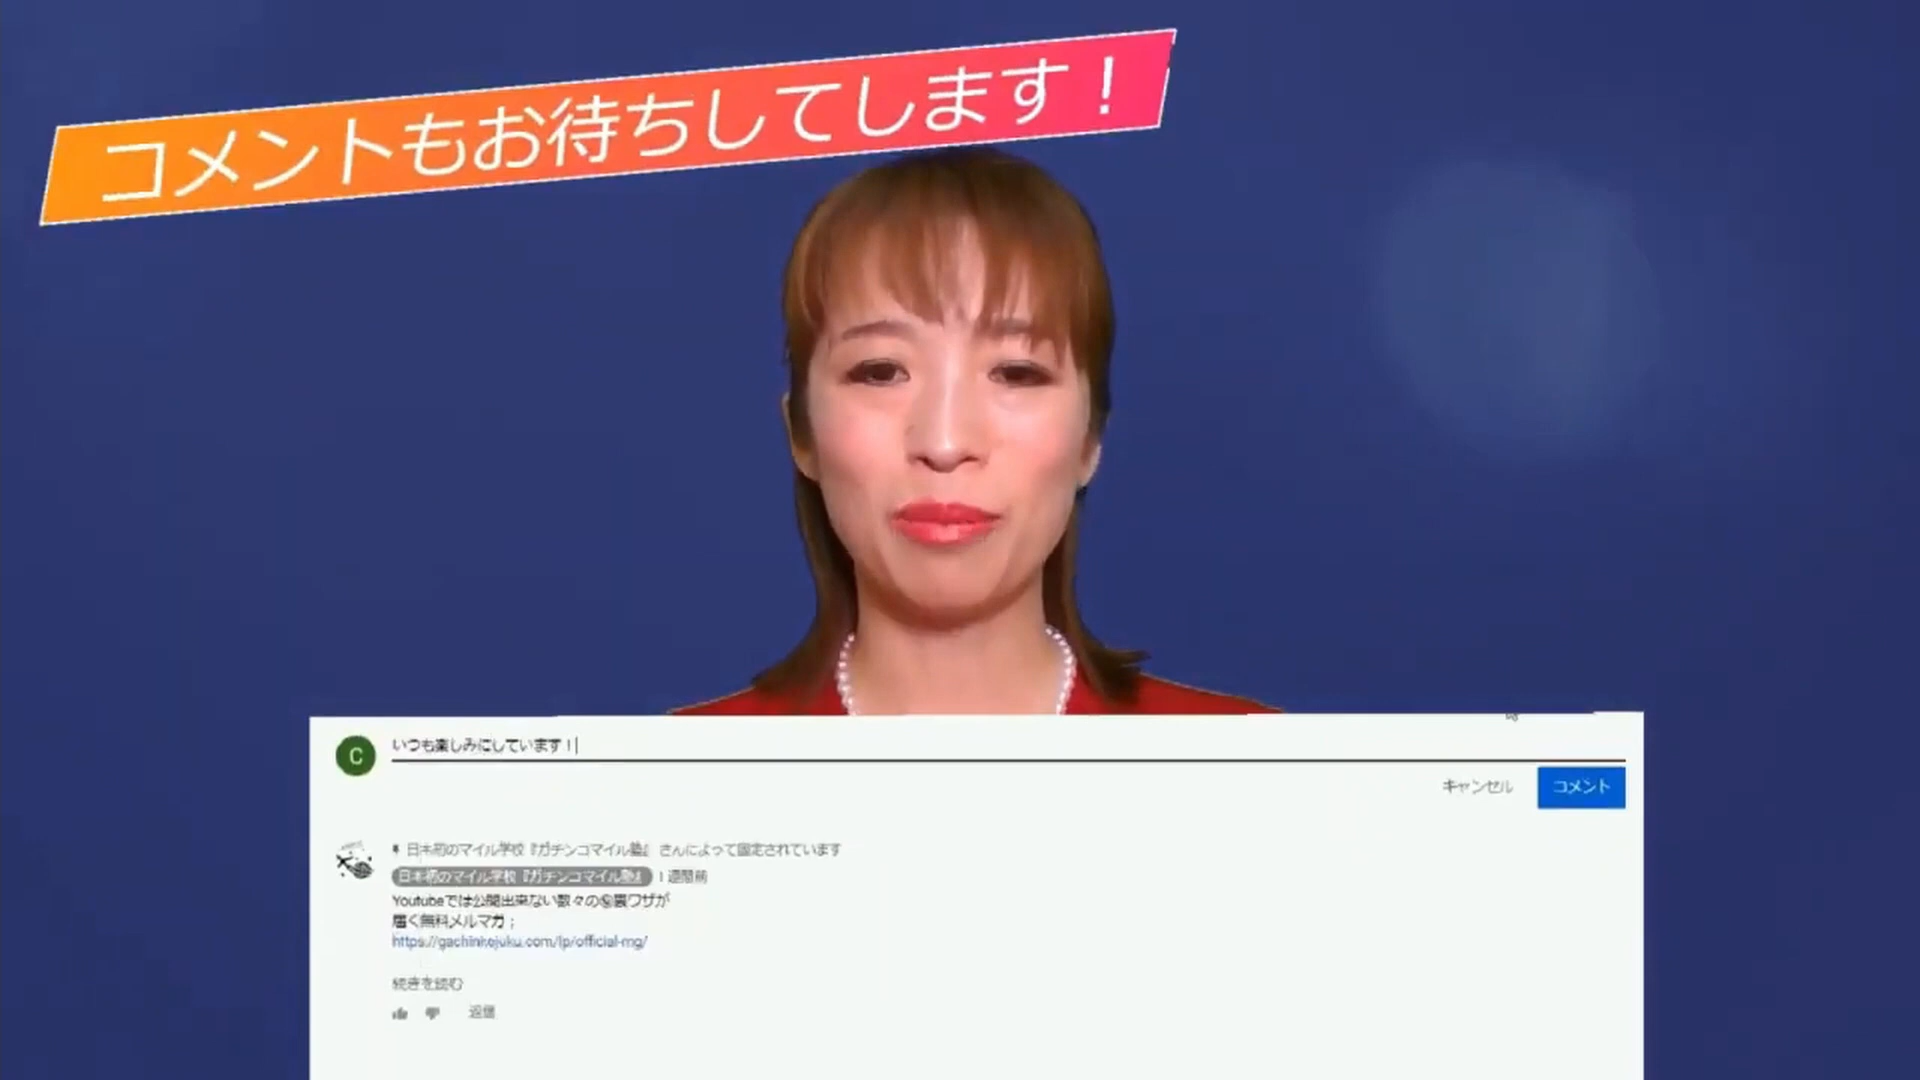 コメントもお待ちしてします！
C
いつも楽しみにしています！
キャンセル
コメント
日本初のマイル学校『ガチンコマイル塾』 さんによって固定されています
日本初のマイル学校『ガチンコマイル塾』 1 週間前
Youtubeでは公開出来ない数々の㊙裏ワザが
届く無料メルマガ；
https://gachinkojuku.com/lp/official-mg/
続きを読む
返信